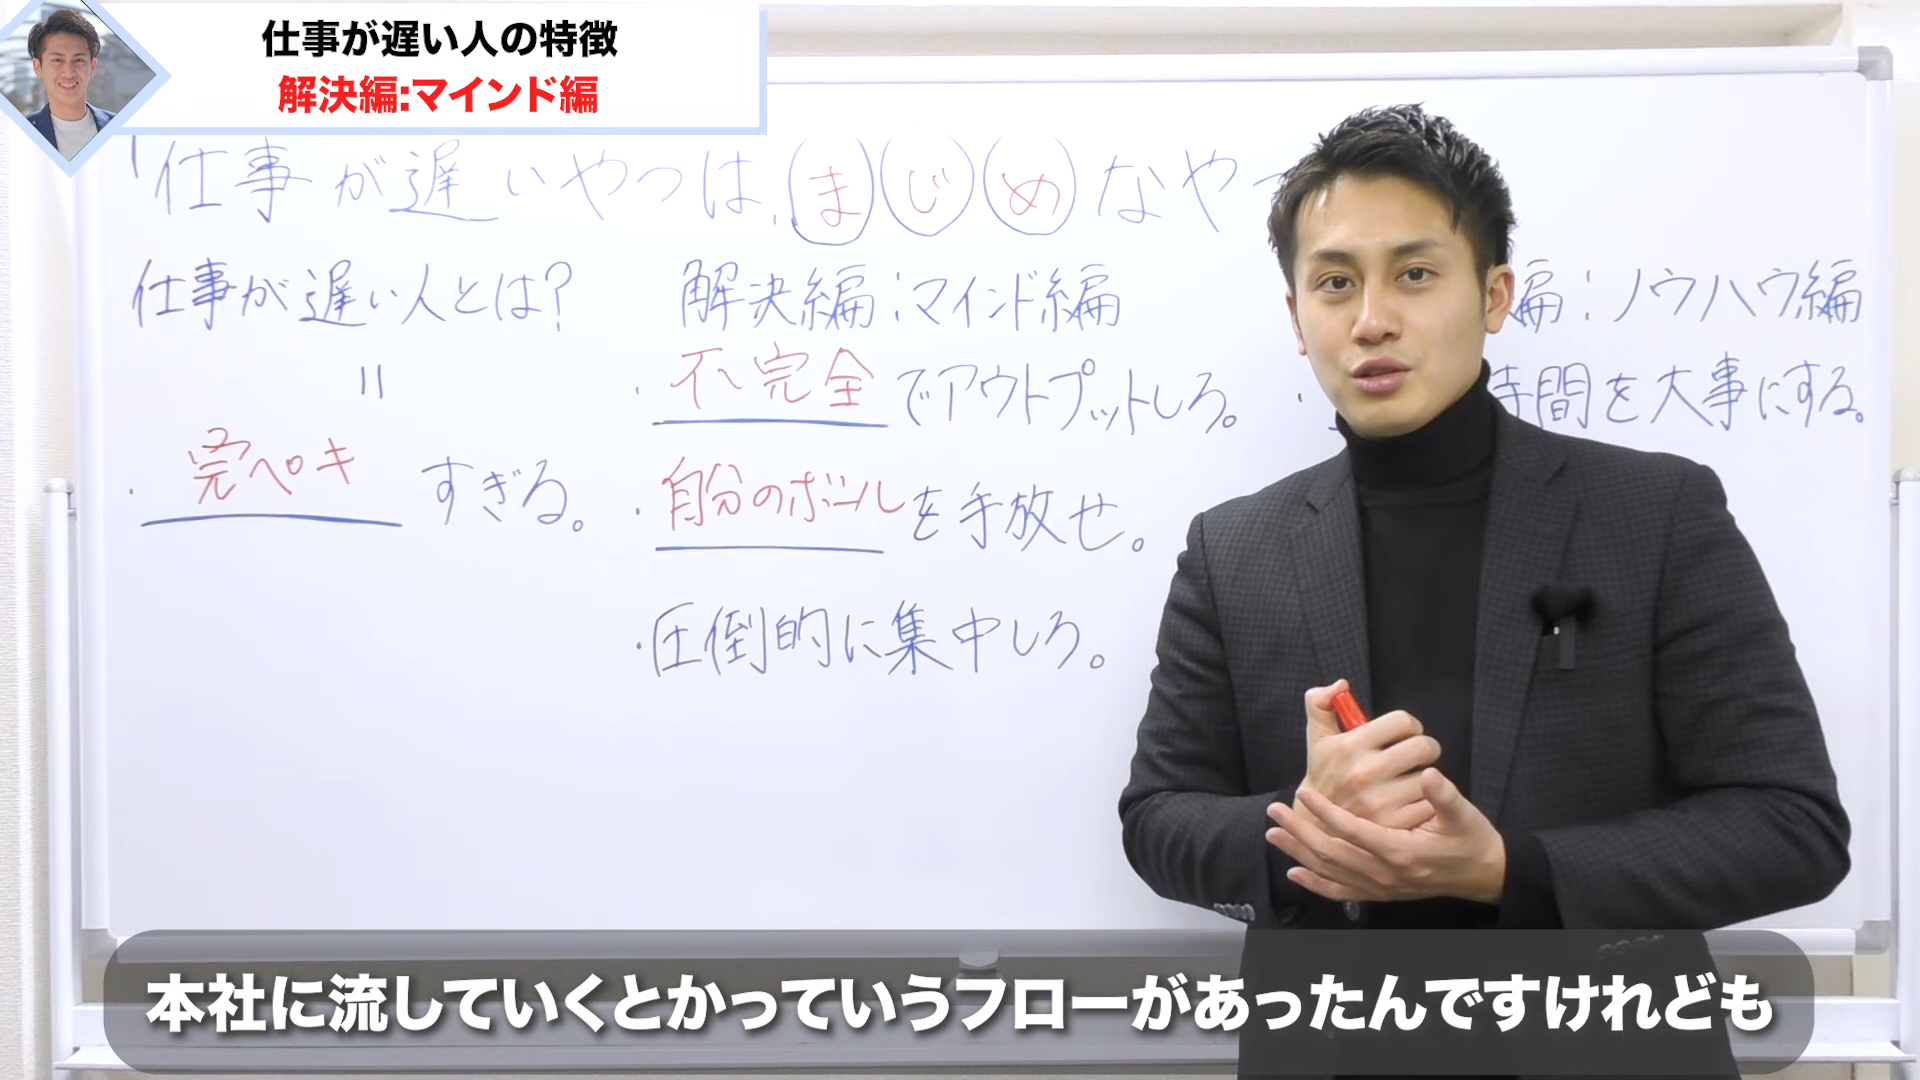 仕事が遅い人の特徴
解決編:マインド編
「仕事が遅いやつは、まじめなやつ
仕事が遅い人とは?
=
・完ペキすぎる。
解決編:マインド編
・不完全でアウトプットしろ。
・自分のボールを手放せ。
・圧倒的に集中しろ。
編:ノウハウ編
・時間を大事にする。
本社に流していくとかっていうフローがあったんですけれども